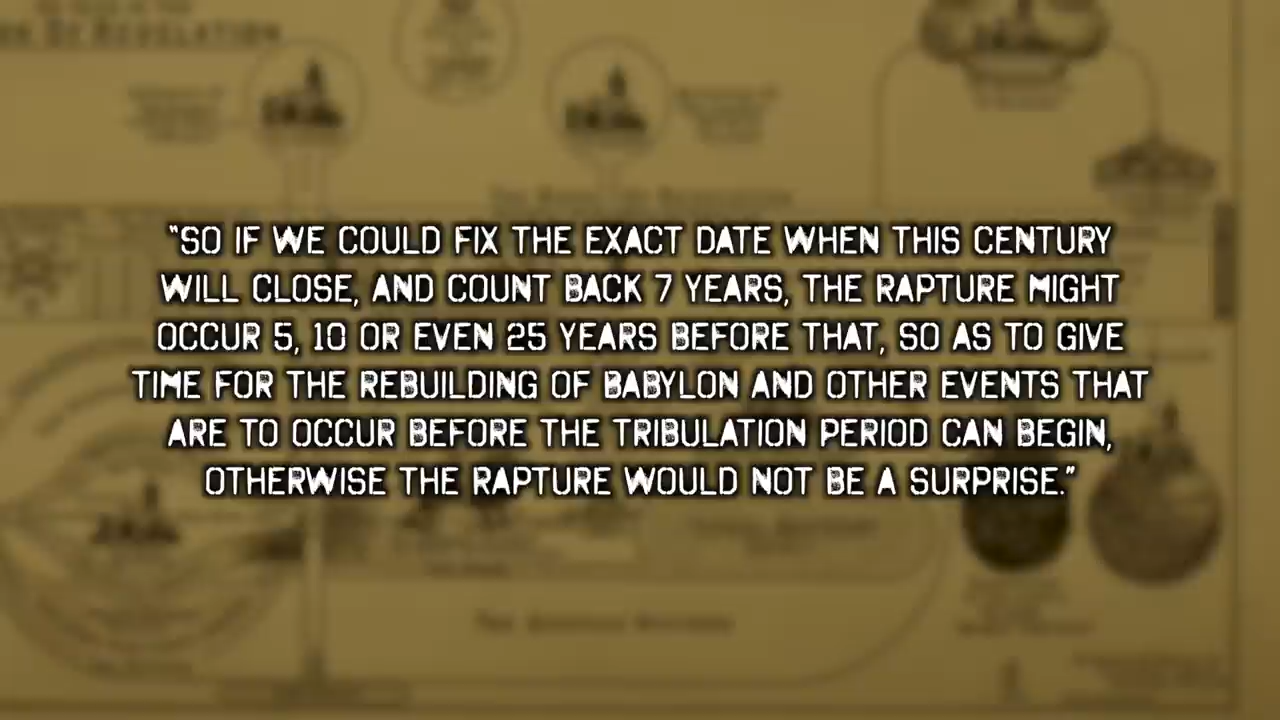 OF REVELATION
"SO IF WE COULD FIX THE EXACT DATE WHEN THIS CENTURY
WILL CLOSE, AND COUNT BACK 7 YEARS, THE RAPTURE MIGHT
OCCUR 5, 10 OR EVEN 25 YEARS BEFORE THAT, SO AS TO GIVE
TIME FOR THE REBUILDING OF BABYLON AND OTHER EVENTS THAT
ARE TO OCCUR BEFORE THE TRIBULATION PERIOD CAN BEGIN,
OTHERWISE THE RAPTURE WOULD NOT BE A SURPRISE."